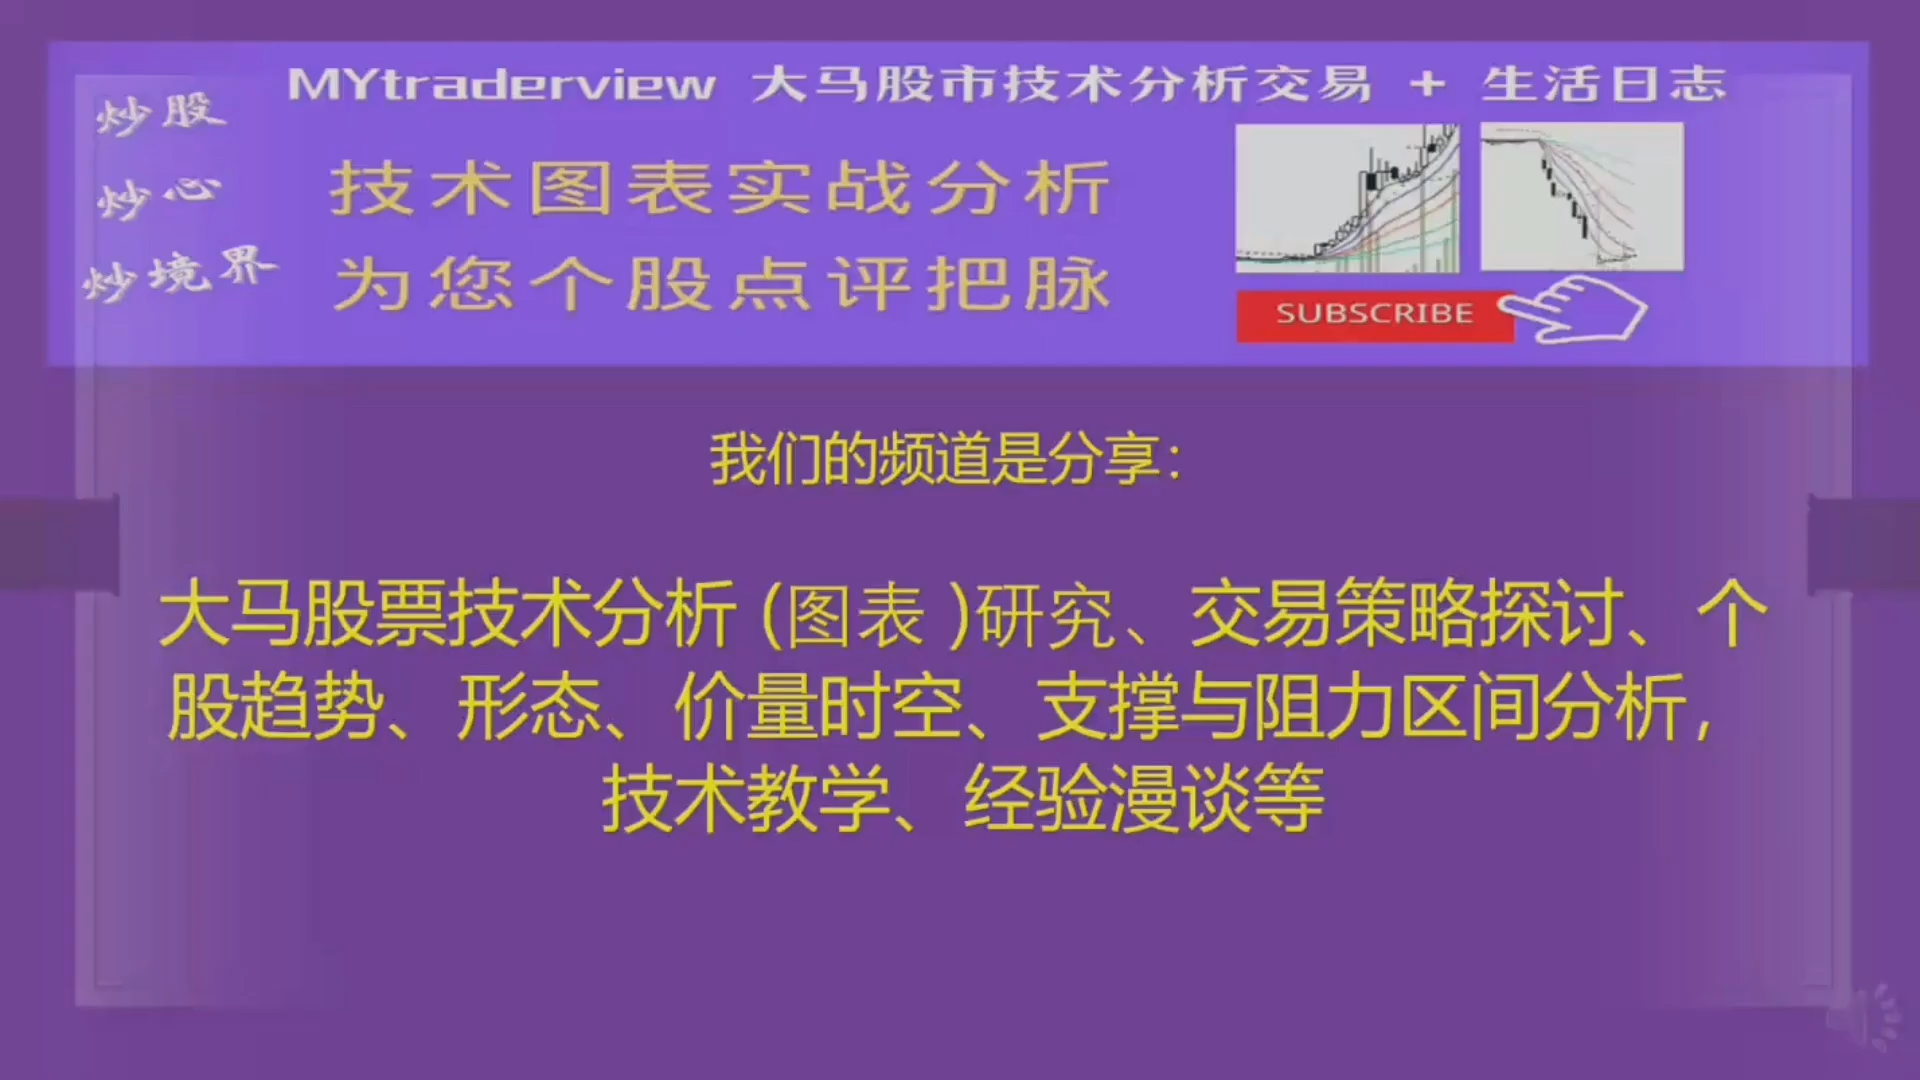 MYtraderview 大马股市技术分析交易 + 生活日志
炒股
炒心
炒境界
技术图表实战分析
为您个股点评把脉
SUBSCRIBE
我们的频道是分享：
大马股票技术分析 (图表 )研究、交易策略探讨、个
股趋势、形态、价量时空、支撑与阻力区间分析，
技术教学、经验漫谈等